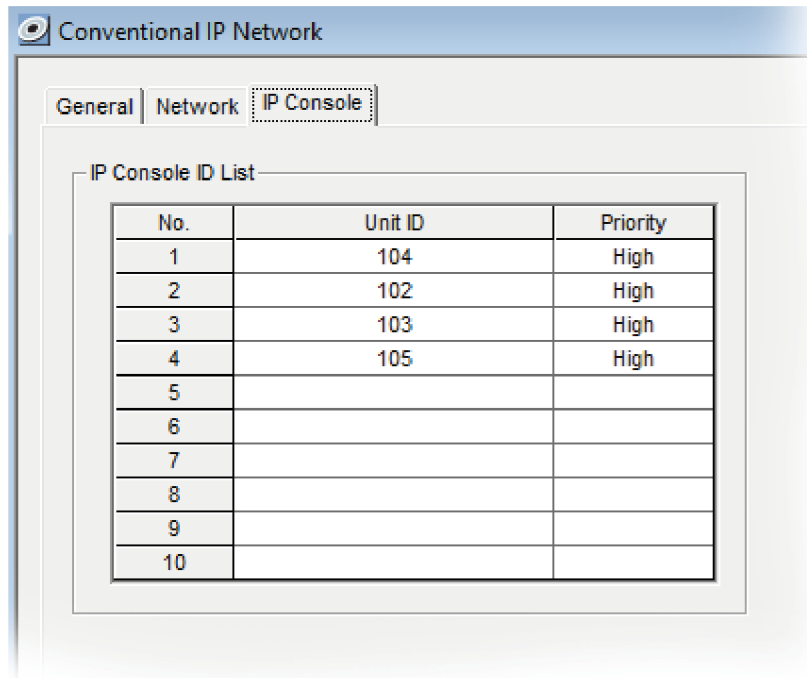 Conventional IP Network
General Network IP Console
IP Console ID List
No. Unit ID Priority
1 104 High
2 102 High
3 103 High
4 105 High
5
6
7
8
9
10